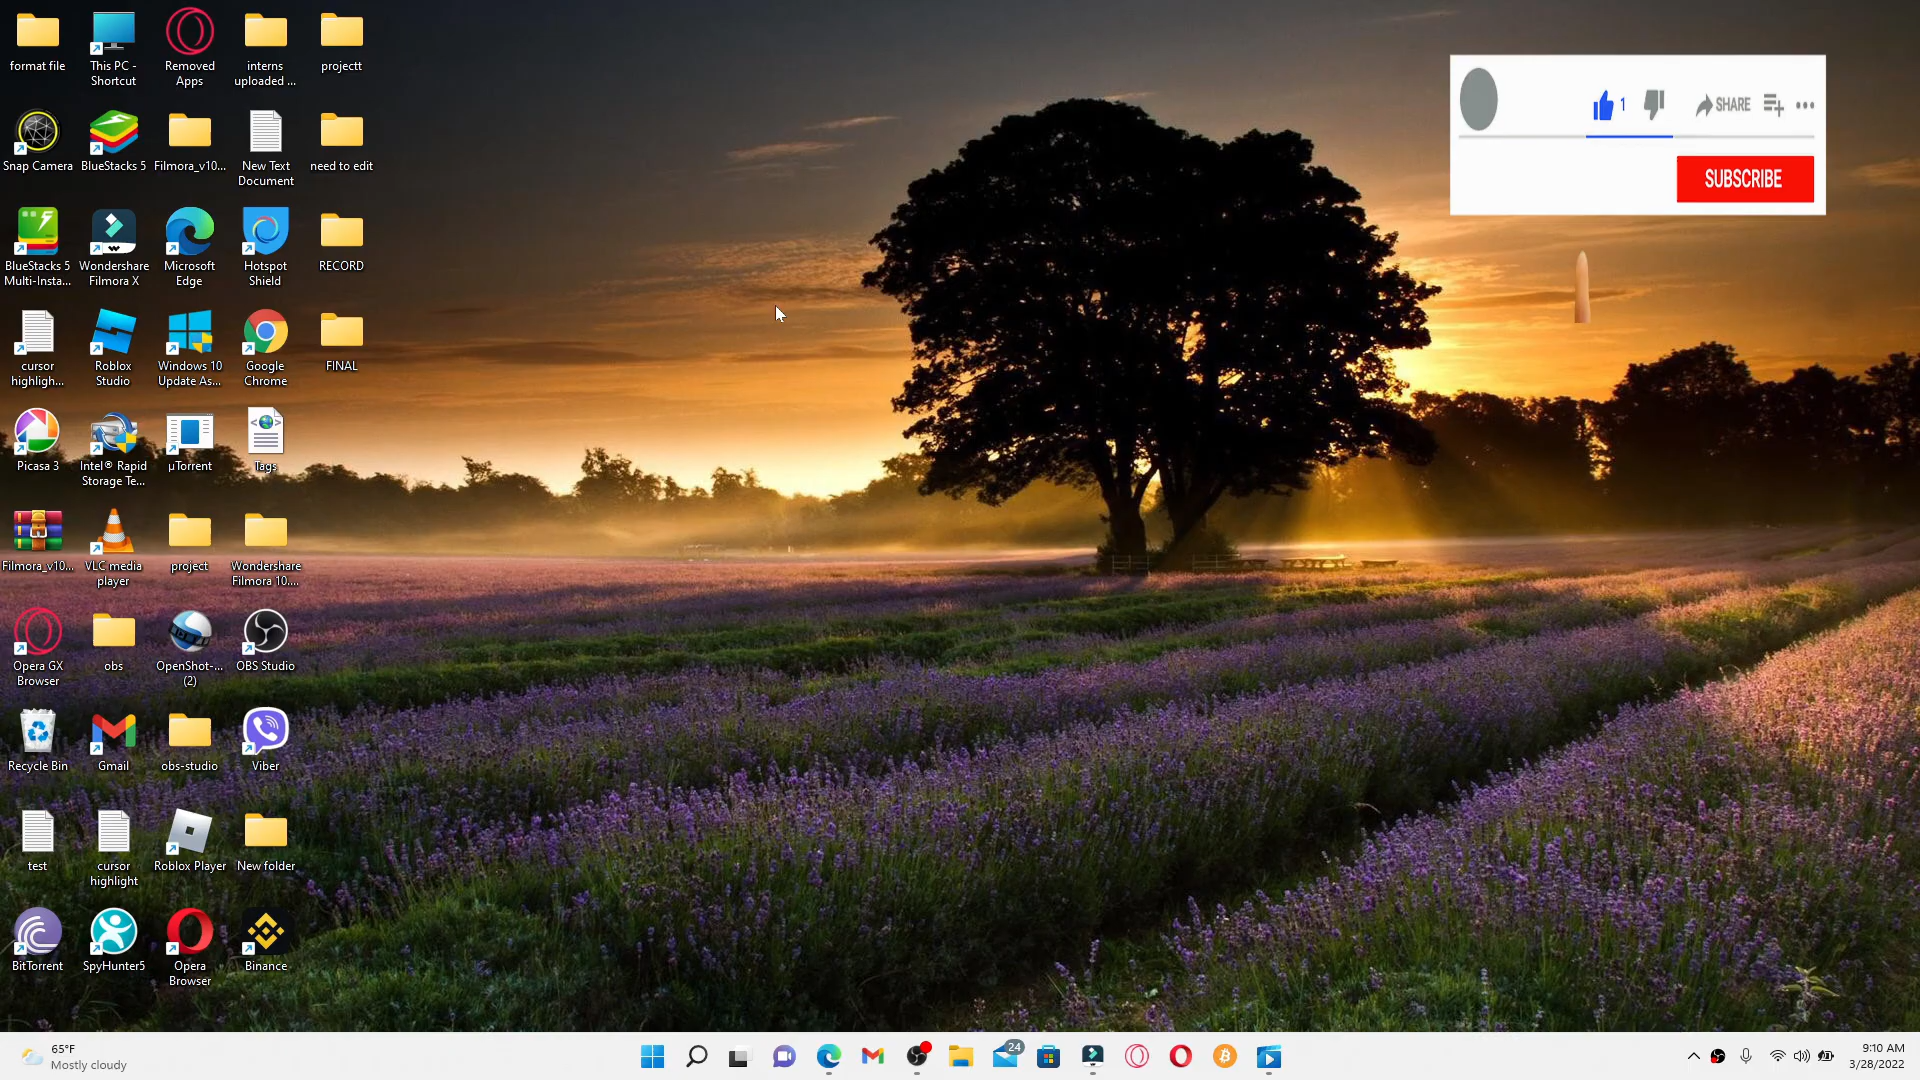 format file
This PC -
Shortcut
Removed
Apps
interns
uploaded ...
projectt
Snap Camera
BlueStacks 5
Filmora_v10...
New Text
Document
need to edit
BlueStacks 5
Multi-Insta...
Wondershare
Filmora X
Microsoft
Edge
Hotspot
Shield
RECORD
cursor
highligh...
Roblox
Studio
Windows 10
Update As...
Google
Chrome
FINAL
Picasa 3
Intel® Rapid
Storage Te...
µTorrent
Tags
Filmora_v10...
VLC media
player
project
Wondershare
Filmora 10....
Opera GX
Browser
obs
OpenShot-...
(2)
OBS Studio
Recycle Bin
Gmail
obs-studio
Viber
test
cursor
highlight
Roblox Player
New folder
BitTorrent
SpyHunter5
Opera
Browser
Binance
1
SHARE
SUBSCRIBE
65°F
Mostly cloudy
24
9:10 AM
3/28/2022